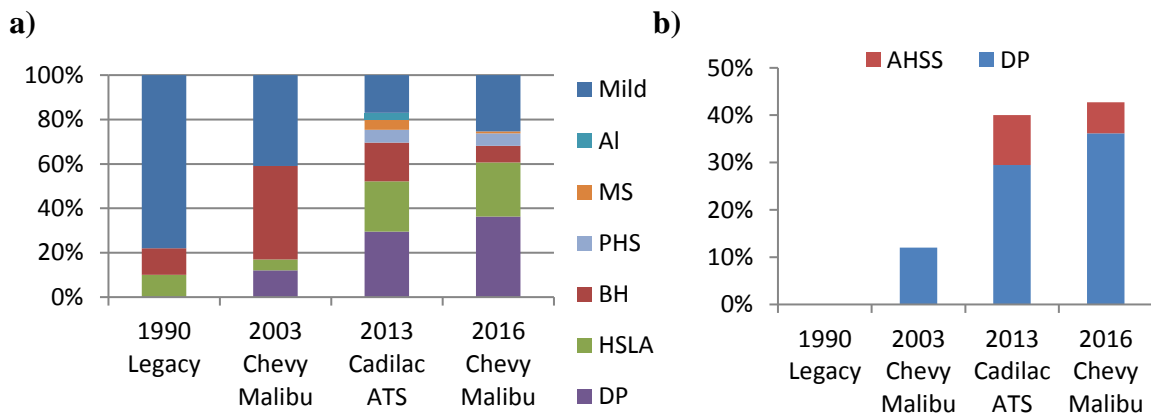 a)
100%
80%
60%
40%
20%
0%
1990
Legacy
2003
Chevy
Malibu
2013
Cadilac
ATS
2016
Chevy
Malibu
Mild
Al
MS
PHS
BH
HSLA
DP
b)
AHSS
DP
50%
40%
30%
20%
10%
0%
1990
Legacy
2003
Chevy
Malibu
2013
Cadilac
ATS
2016
Chevy
Malibu